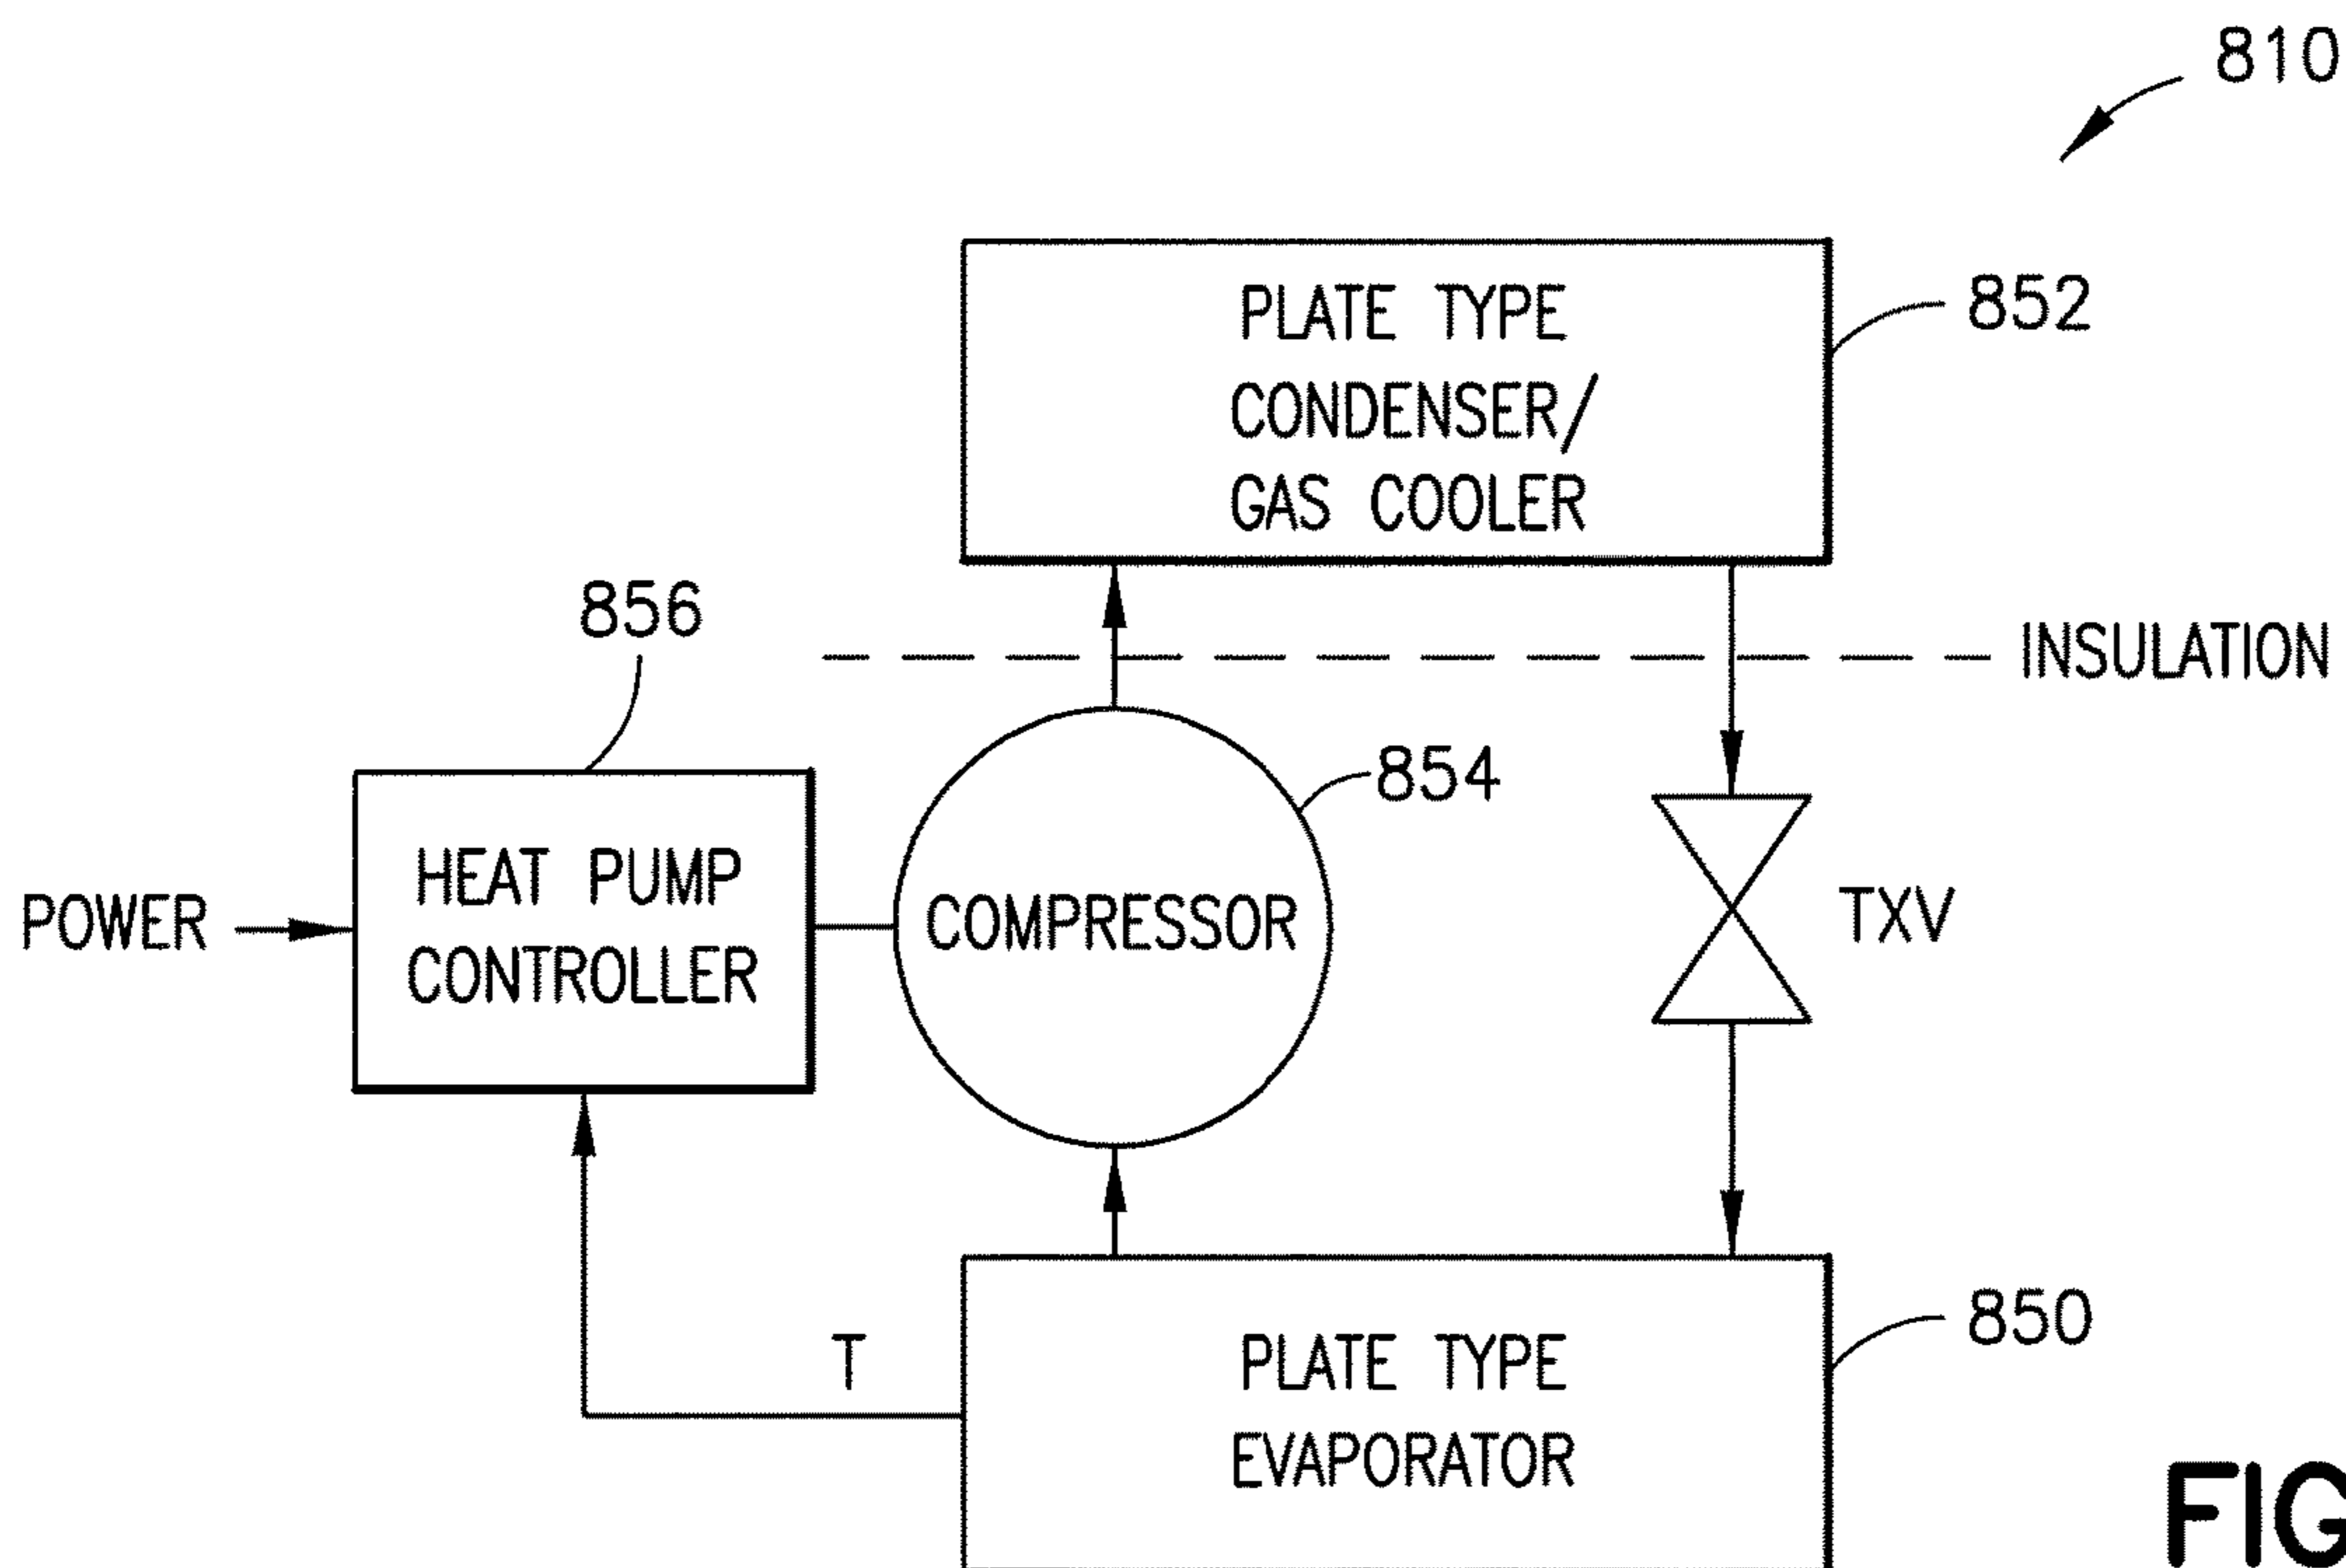 810
PLATE TYPE
CONDENSER/
GAS COOLER
852
856
INSULATION
854
HEAT PUMP
CONTROLLER
POWER
COMPRESSOR
TXV
T
PLATE TYPE
EVAPORATOR
850
FIG